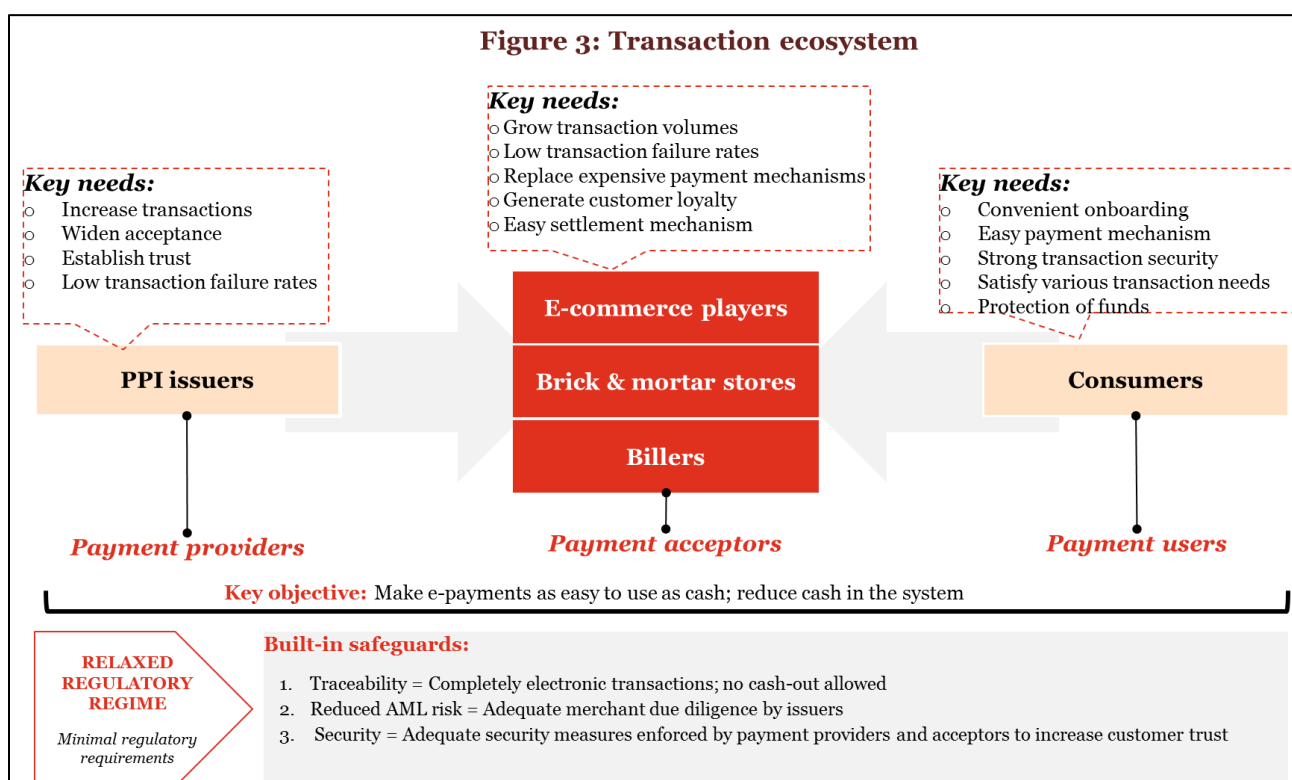 Figure 3: Transaction ecosystem
Key needs:
o Grow transaction volumes
o Low transaction failure rates
o Replace expensive payment mechanisms
o Generate customer loyalty
o Easy settlement mechanism
Key needs:
o Increase transactions
o Widen acceptance
o Establish trust
o Low transaction failure rates
Key needs:
o Convenient onboarding
o Easy payment mechanism
o Strong transaction security
o Satisfy various transaction needs
o Protection of funds
E-commerce players
PPI issuers
Brick & mortar stores
Consumers
Billers
Payment providers
Payment acceptors
Payment users
Key objective: Make e-payments as easy to use as cash; reduce cash in the system
RELAXED
REGULATORY
REGIME
Minimal regulatory
requirements
Built-in safeguards:
1. Traceability = Completely electronic transactions; no cash-out allowed
2. Reduced AML risk = Adequate merchant due diligence by issuers
3. Security = Adequate security measures enforced by payment providers and acceptors to increase customer trust